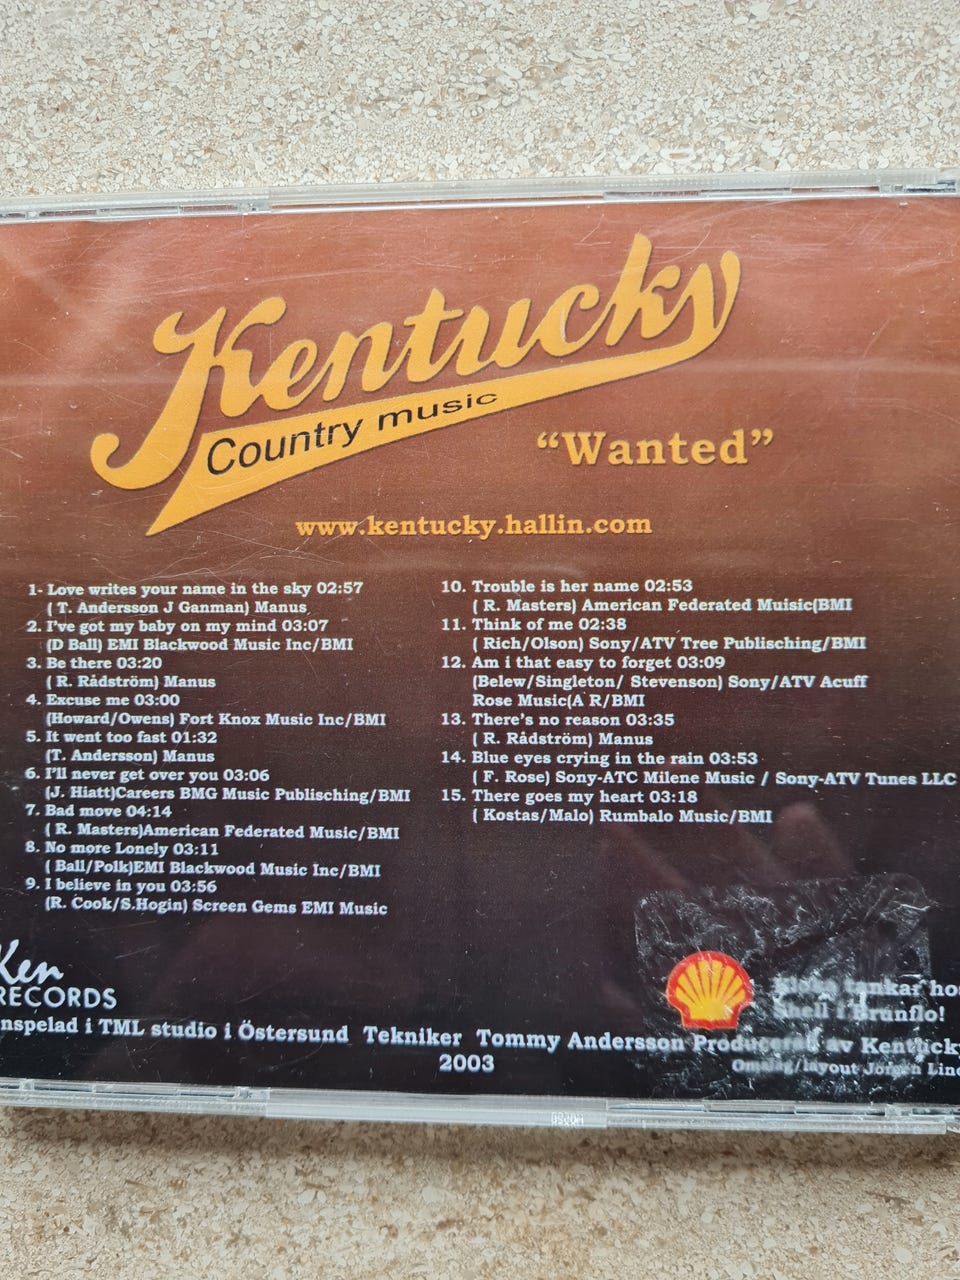 Kentucky
Country music
“Wanted”
www.kentucky.hallin.com
1- Love writes your name in the sky 02:57
( T. Andersson J Ganman) Manus
2. I've got my baby on my mind 03:07
(D Ball) EMI Blackwood Music Inc/BMI
3. Be there 03:20
( R. Rådström) Manus
4. Excuse me 03:00
(Howard/Owens) Fort Knox Music Inc/BMI
5. It went too fast 01:32
(T. Andersson) Manus
6. I'll never get over you 03:06
(J. Hiatt)Careers BMG Music Publisching/BMI
7. Bad move 04:14
( R. Masters)American Federated Music/BMI
8. No more Lonely 03:11
( Ball/Polk)EMI Blackwood Music Inc/BMI
9. I believe in you 03:56
(R. Cook/S.Hogin) Screen Gems EMI Music
10. Trouble is her name 02:53
( R. Masters) American Federated Muisic(BMI
11. Think of me 02:38
( Rich/Olson) Sony/ATV Tree Publisching/BMI
12. Am i that easy to forget 03:09
(Belew/Singleton/ Stevenson) Sony/ATV Acuff
Rose Music(A R/BMI
13. There's no reason 03:35
( R. Rådström) Manus
14. Blue eyes crying in the rain 03:53
( F. Rose) Sony-ATC Milene Music / Sony-ATV Tunes LLC
15. There goes my heart 03:18
( Kostas/Malo) Rumbalo Music/BMI
Ken
RECORDS
tankar hos
Shell i Brunflo!
nspelad i TML studio i Östersund Tekniker Tommy Andersson Producerad av Kentucky
2003
Omslag/layout Jörgen Lind